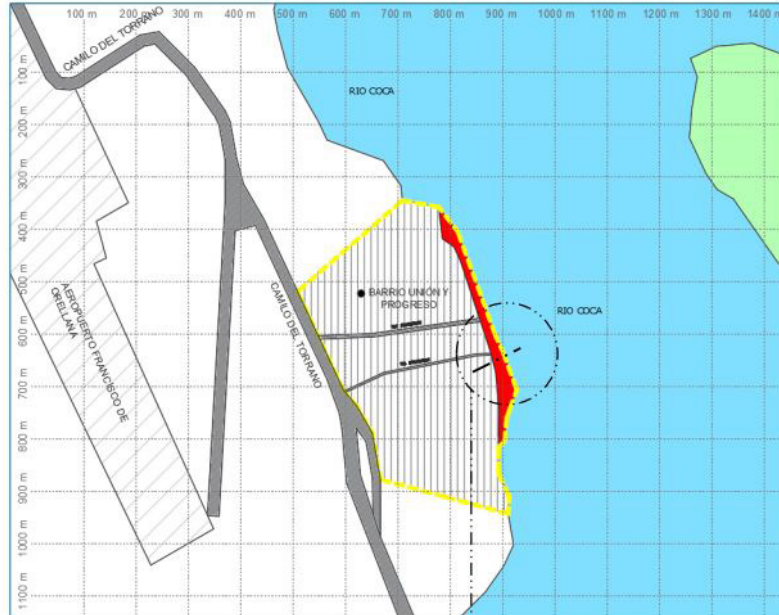 100 m 200 m 300 m 400 m 500 m 600 m 700 m 800 m 900 m 1000 m 1100 m 1200 m 1300 m 1400 m
CAMILO DEL TORRANO
100 m
RIO COCA
200 m
300 m
400 m
500 m
BARRIO UNIÓN Y
PROGRESO
RIO COCA
CAMILO DEL TORRANO
AEROPUERTO FRANCISCO DE
ORELLANA
600 m
700 m
800 m
900 m
1000 m
1100 m